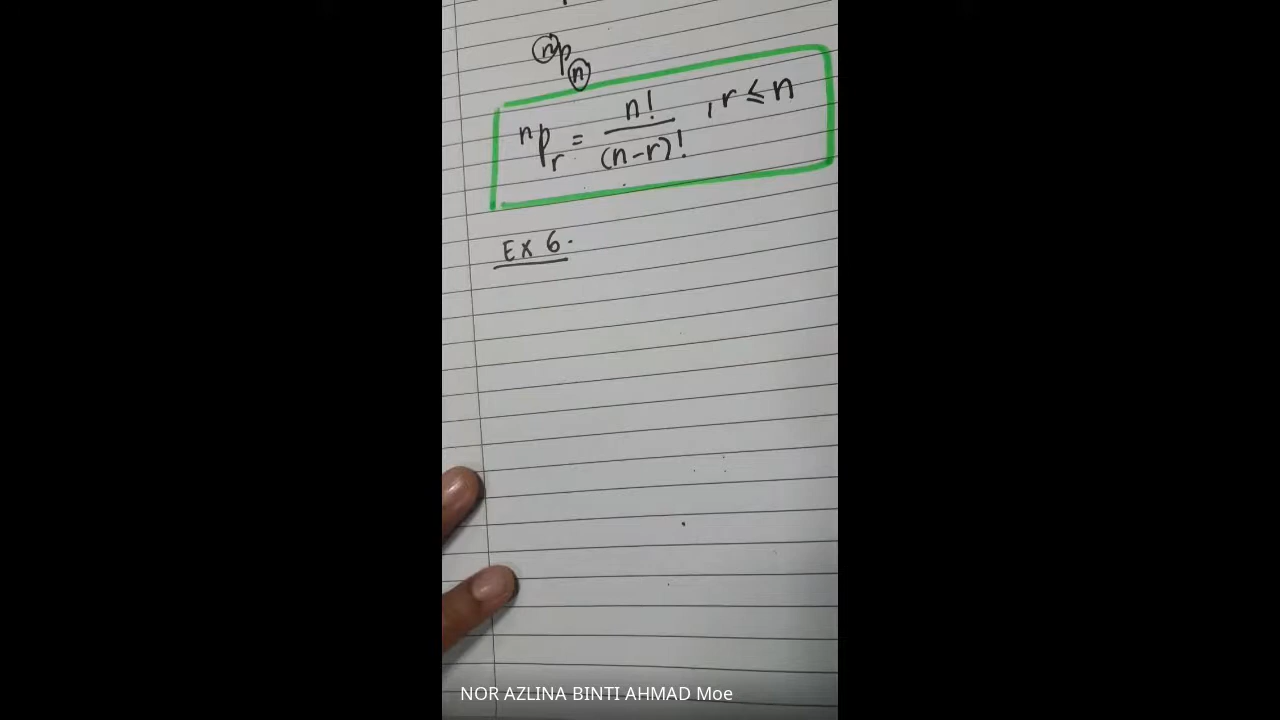 ⁿPₙ
ⁿPᵣ = n! / (n-r)! , r ≤ n
Ex 6.
NOR AZLINA BINTI AHMAD Moe